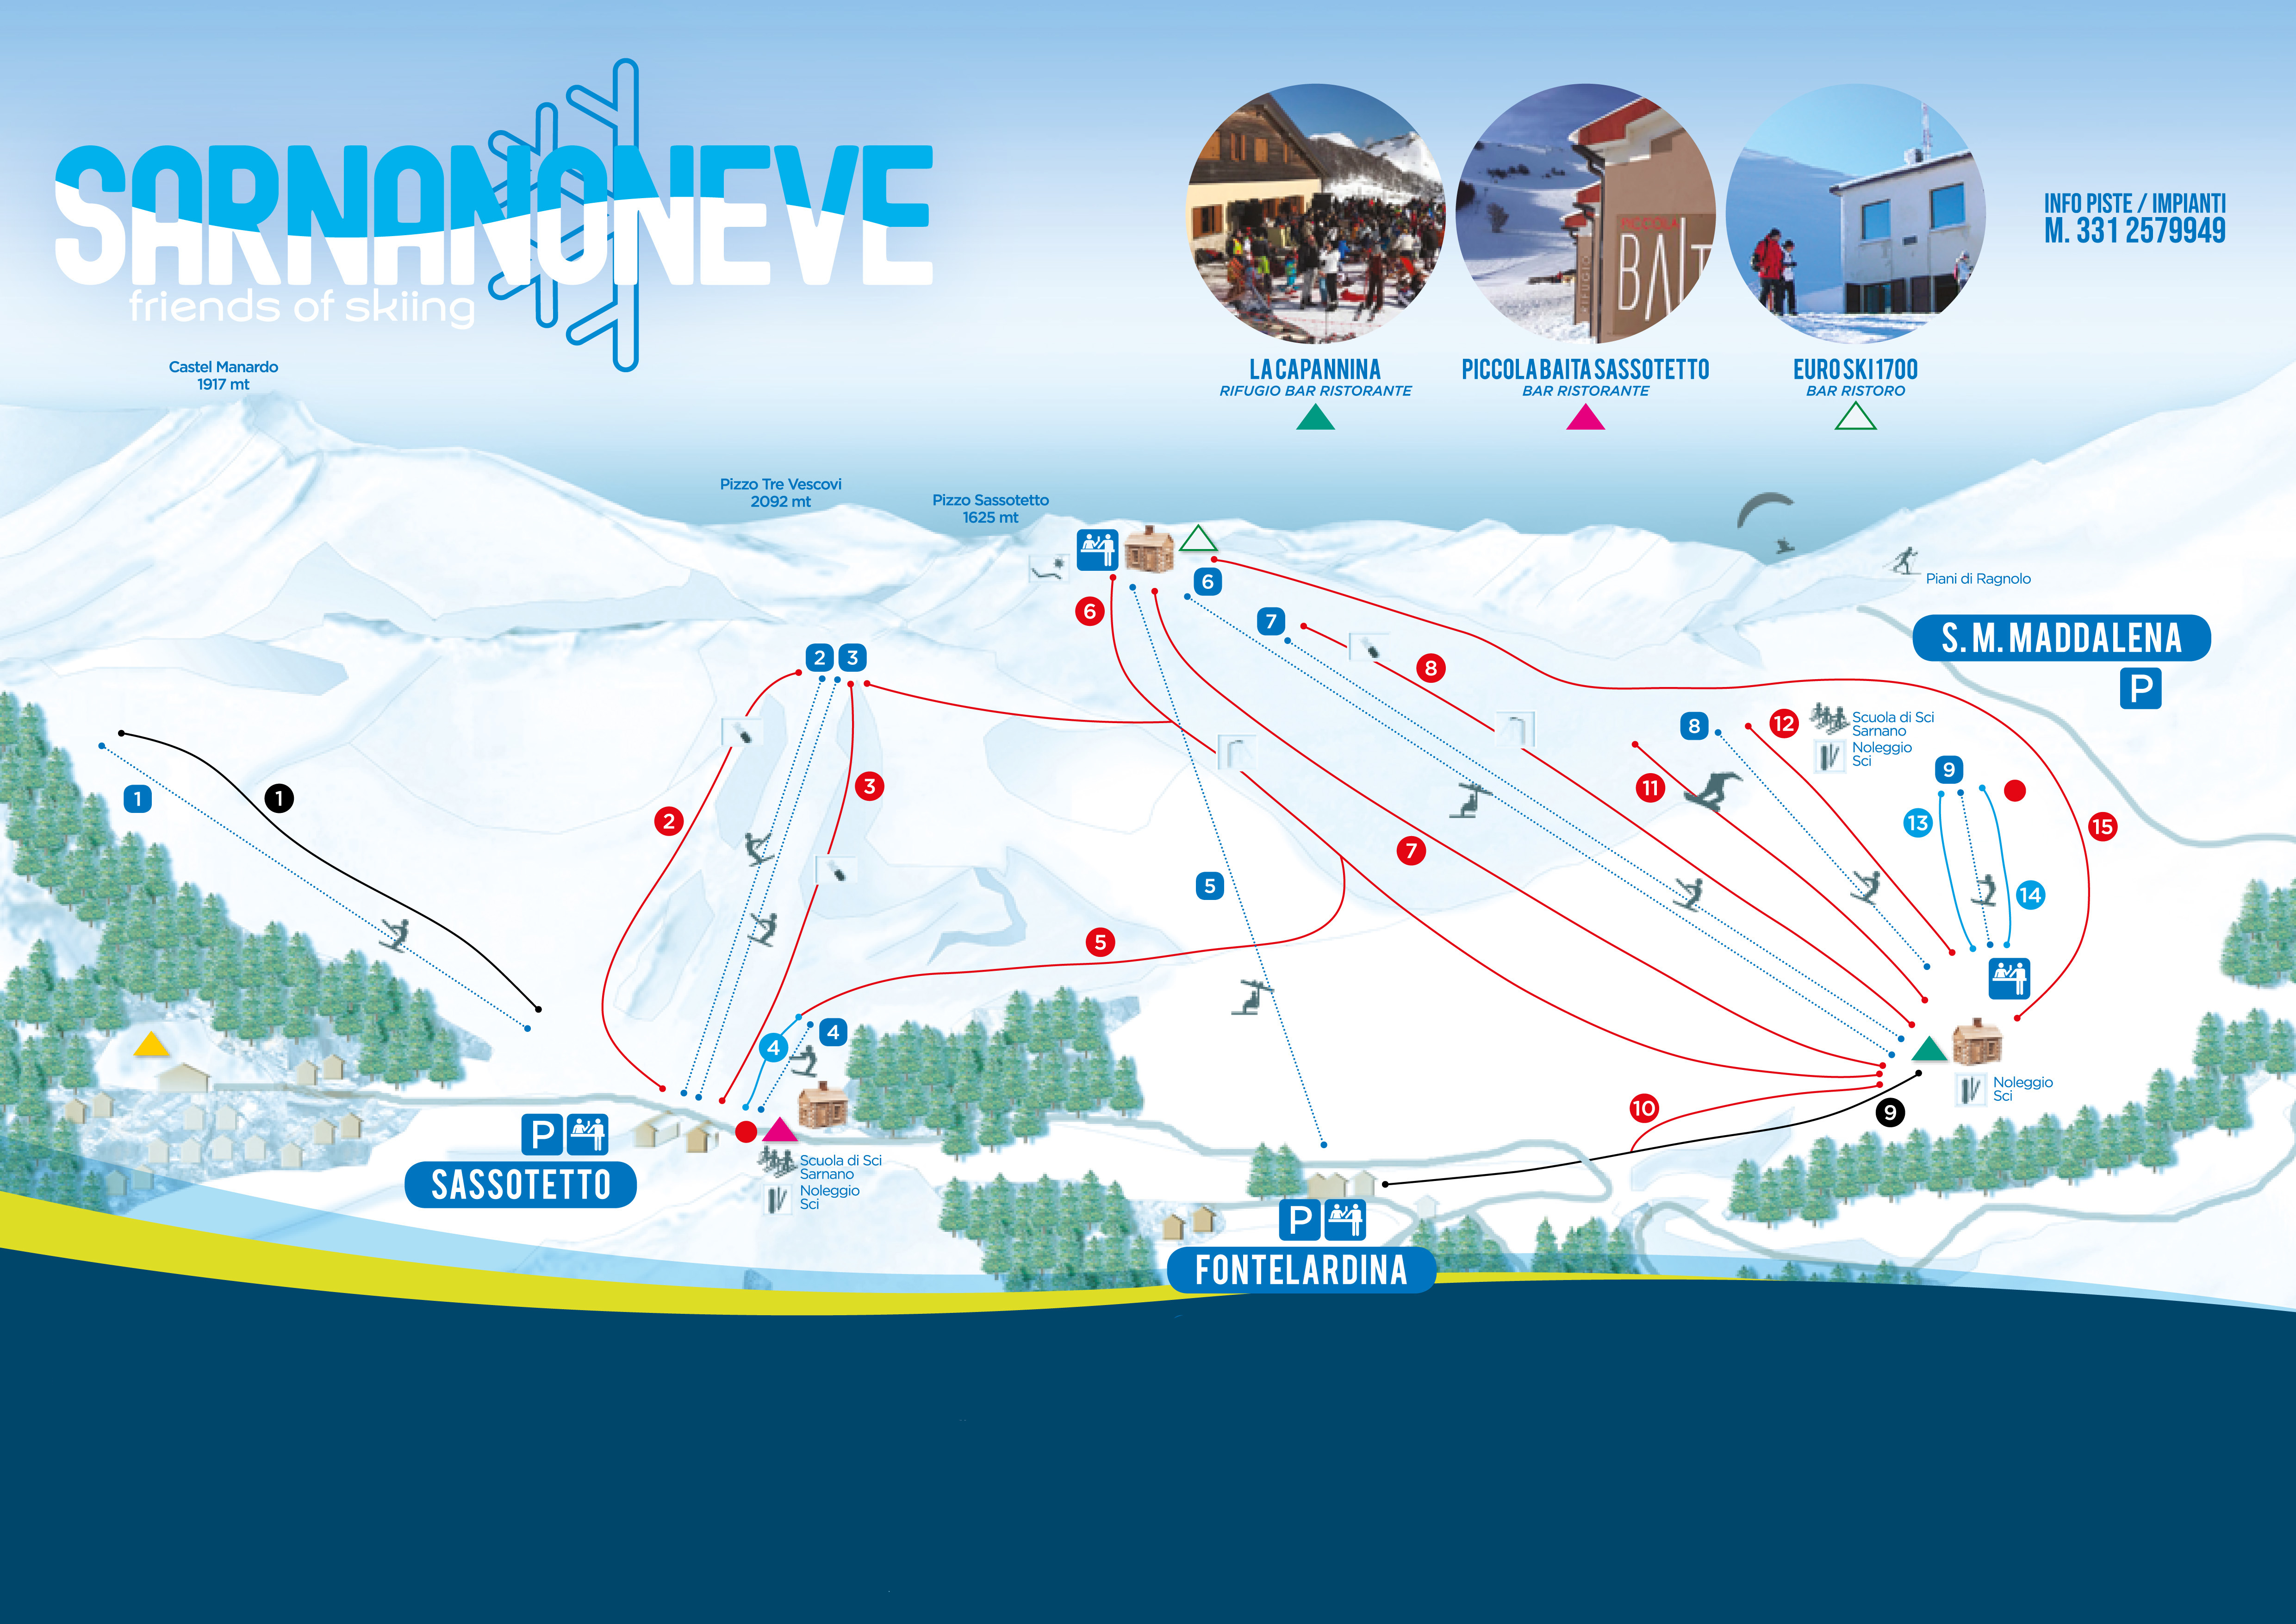 SARNANONEVE
friends of skiing
INFO PISTE / IMPIANTI
M. 331 2579949
PICCOLA
BAIT
RIFUGIO
LA CAPANNINA
RIFUGIO BAR RISTORANTE
PICCOLA BAITA SASSOTETTO
BAR RISTORANTE
EURO SKI 1700
BAR RISTORO
Castel Manardo
1917 mt
Pizzo Tre Vescovi
2092 mt
Pizzo Sassotetto
1625 mt
Piani di Ragnolo
S. M. MADDALENA
P
6
6
7
2
3
8
8
12
Scuola di Sci
Sarnano
Noleggio
Sci
9
1
1
3
11
2
13
15
7
5
14
5
4
4
Noleggio
Sci
10
9
P
SASSOTETTO
Scuola di Sci
Sarnano
Noleggio
Sci
P
FONTELARDINA